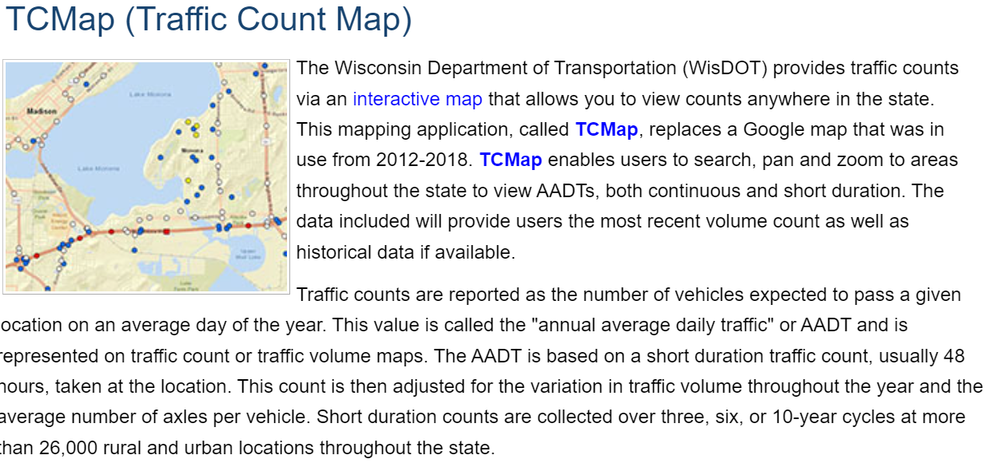 TCMap (Traffic Count Map)
The Wisconsin Department of Transportation (WisDOT) provides traffic counts
via an interactive map that allows you to view counts anywhere in the state.
This mapping application, called TCMap, replaces a Google map that was in
use from 2012-2018. TCMap enables users to search, pan and zoom to areas
throughout the state to view AADTs, both continuous and short duration. The
data included will provide users the most recent volume count as well as
historical data if available.
Lake Monona
Madison
Monona
Lake Monona
Traffic counts are reported as the number of vehicles expected to pass a given
ocation on an average day of the year. This value is called the "annual average daily traffic" or AADT and is
represented on traffic count or traffic volume maps. The AADT is based on a short duration traffic count, usually 48
hours, taken at the location. This count is then adjusted for the variation in traffic volume throughout the year and the
average number of axles per vehicle. Short duration counts are collected over three, six, or 10-year cycles at more
than 26,000 rural and urban locations throughout the state.